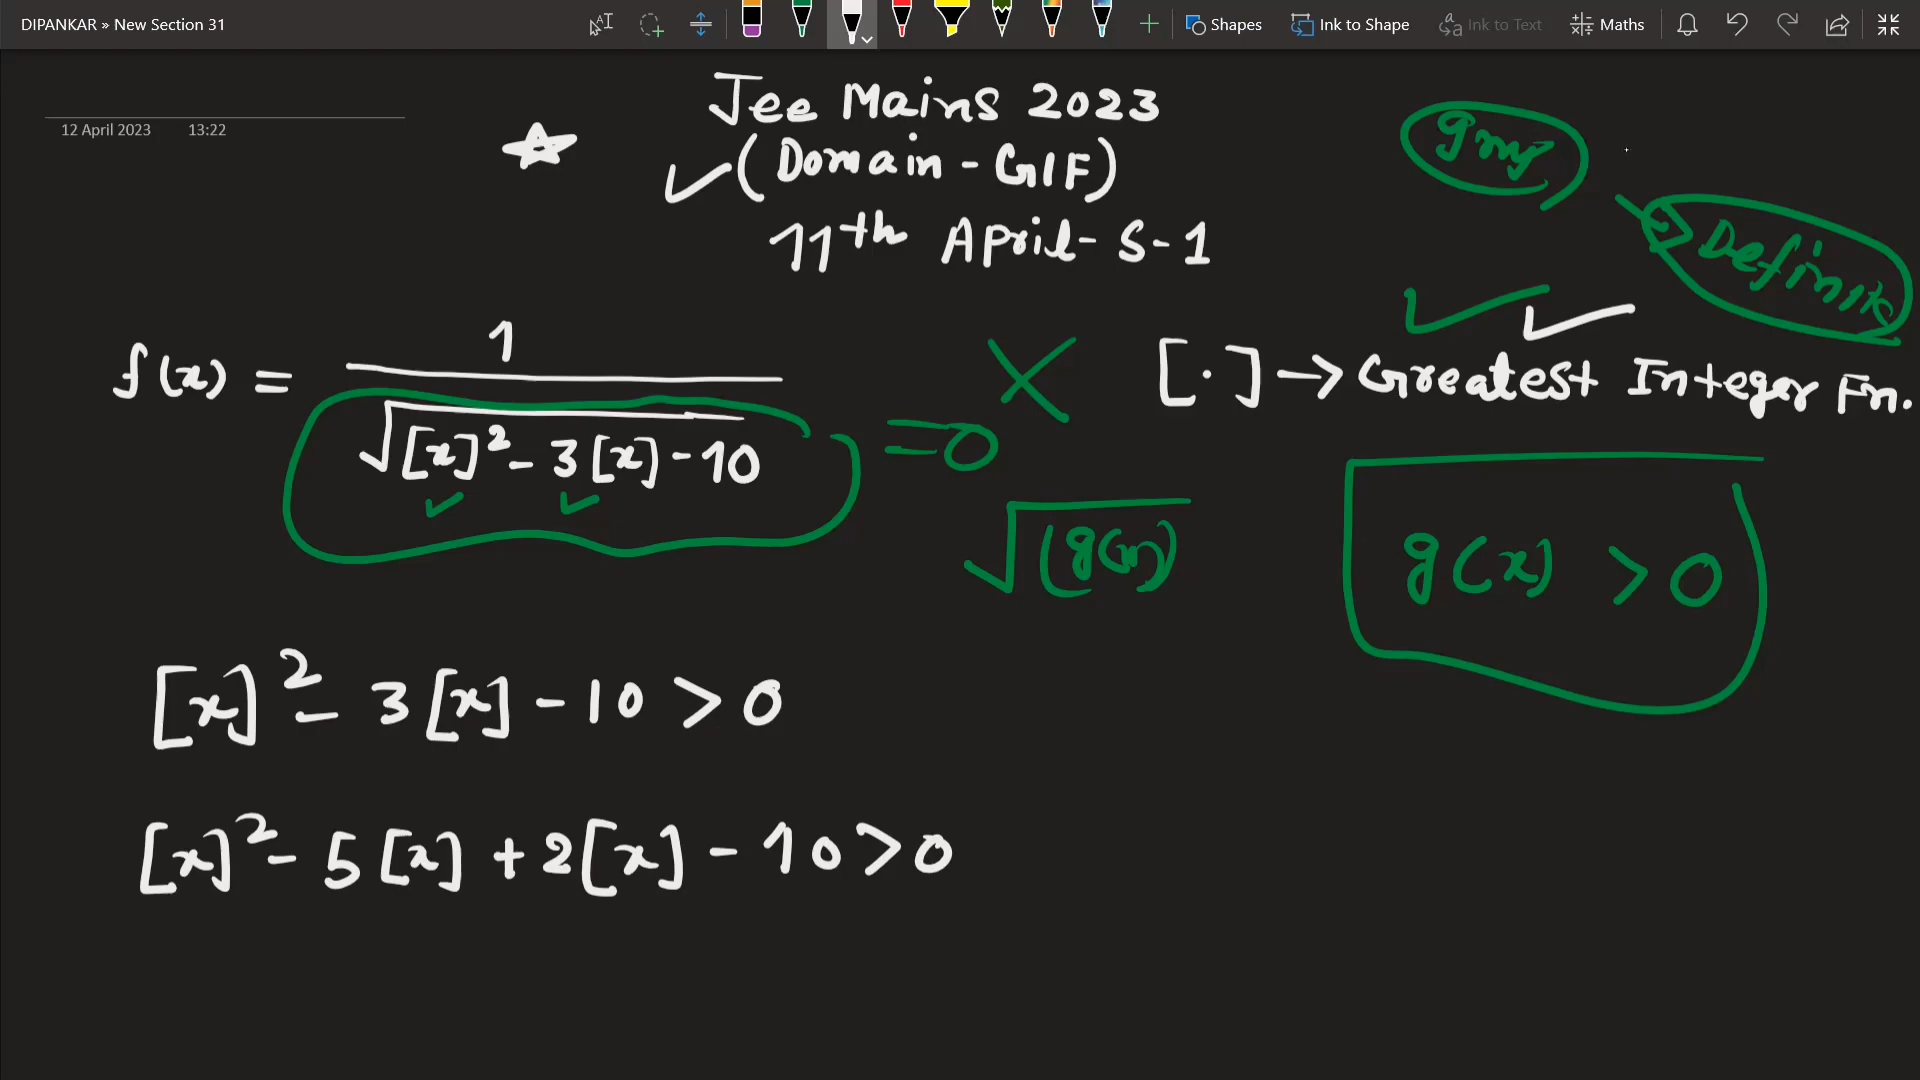 DIPANKAR » New Section 31
Shapes Ink to Shape Ink to Text Maths
12 April 2023 13:22
Jee Mains 2023
(Domain - GIF)
11th April - S-1
Definite
f(x) = 1
√[x]² - 3[x] - 10
= 0
[·] → Greatest Integer Fn.
√(g(x))
g(x) > 0
[x]² - 3[x] - 10 > 0
[x]² - 5[x] + 2[x] - 10 > 0